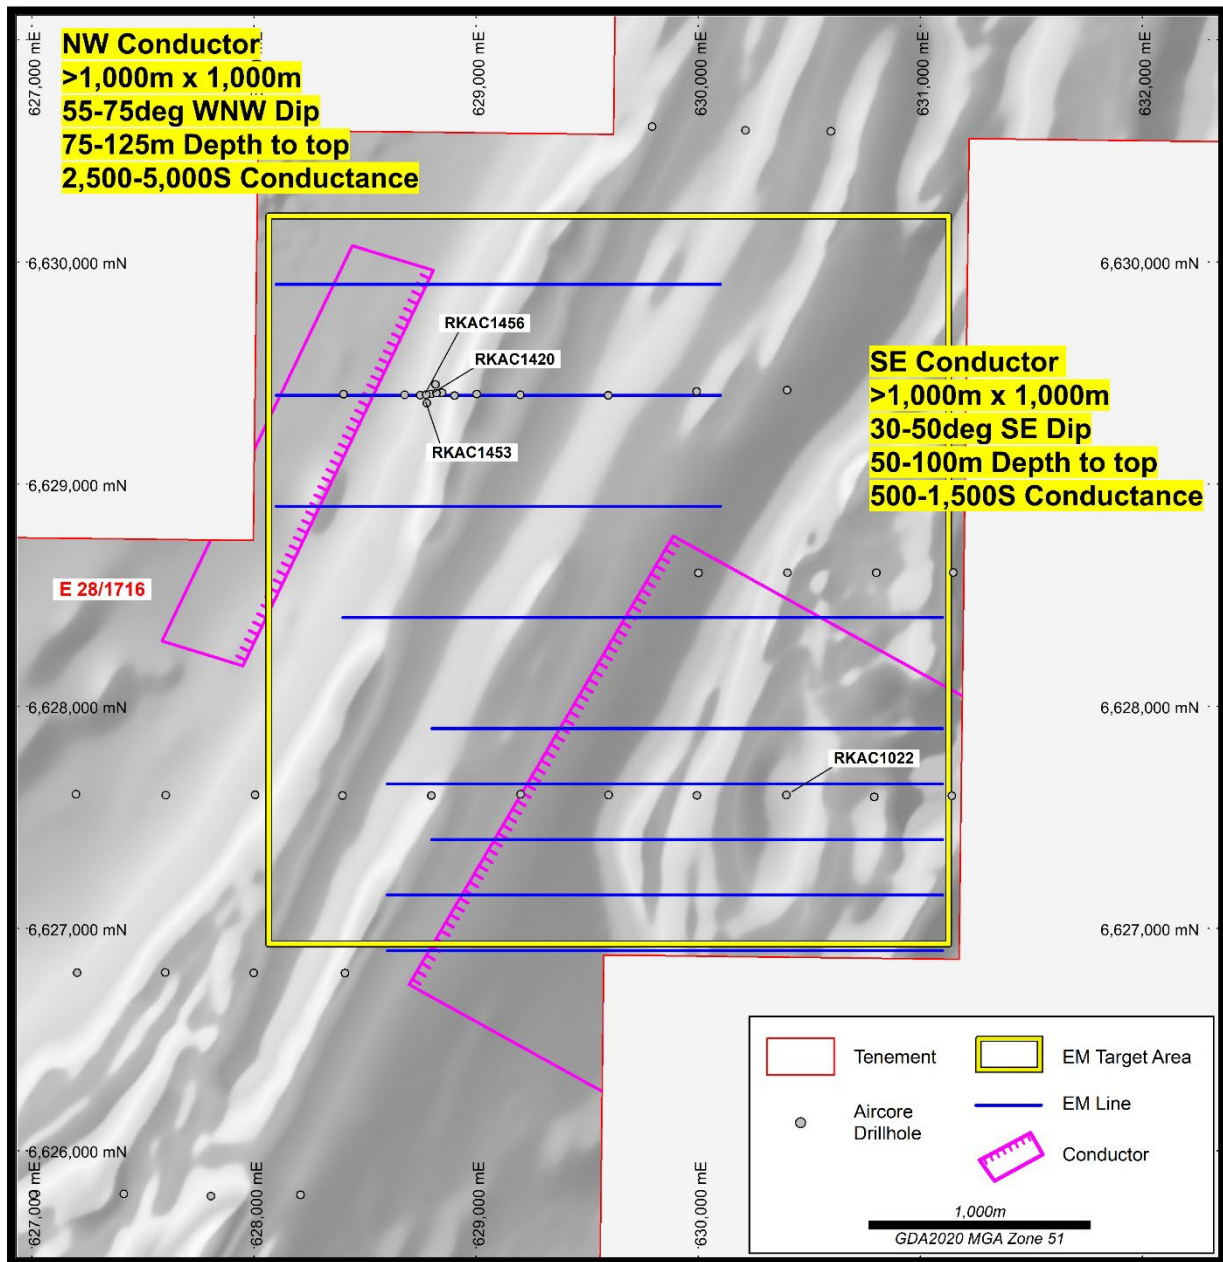 627,000 mE
628,000 mE
629,000 mE
630,000 mE
631,000 mE
632,000 mE
NW Conductor
>1,000m x 1,000m
55-75deg WNW Dip
75-125m Depth to top
2,500-5,000S Conductance
6,630,000 mN
6,630,000 mN
RKAC1456
RKAC1420
RKAC1453
SE Conductor
>1,000m x 1,000m
30-50deg SE Dip
50-100m Depth to top
500-1,500S Conductance
6,629,000 mN
E 28/1716
6,628,000 mN
6,628,000 mN
RKAC1022
6,627,000 mN
6,627,000 mN
6,626,000 mN
627,000 mE
628,000 mE
629,000 mE
630,000 mE
Tenement
EM Target Area
Aircore
Drillhole
EM Line
Conductor
1,000m
GDA2020 MGA Zone 51